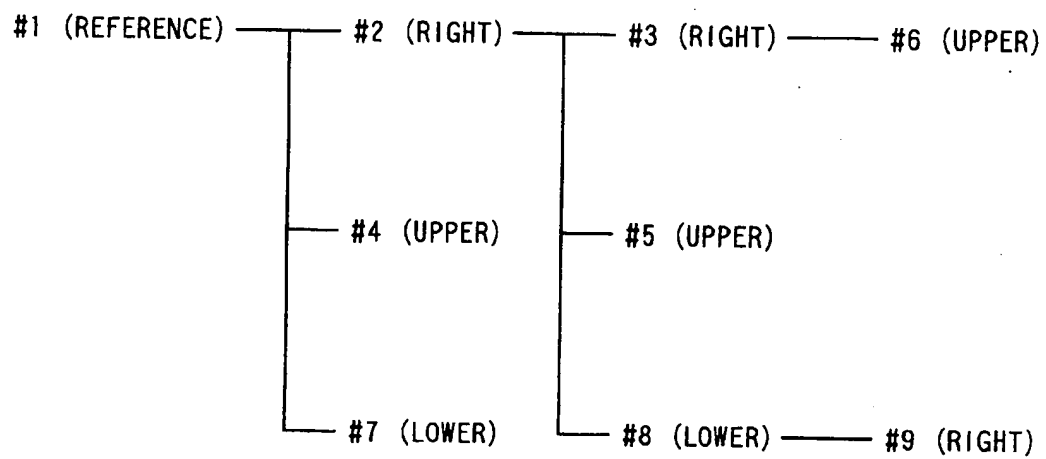 #1 (REFERENCE) #2 (RIGHT) #3 (RIGHT) #6 (UPPER)
#4 (UPPER) #5 (UPPER)
#7 (LOWER) #8 (LOWER) #9 (RIGHT)